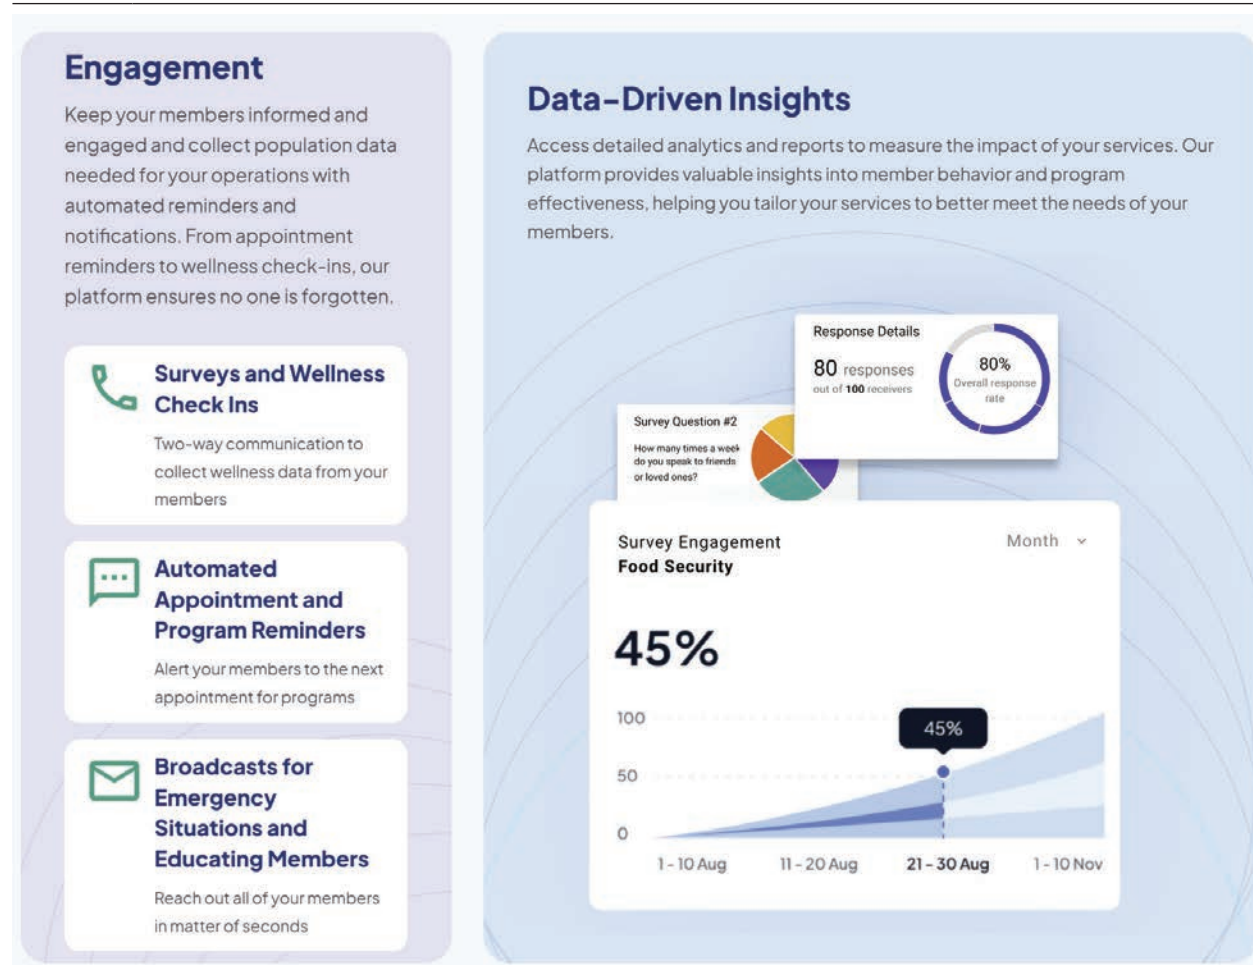 Engagement
Keep your members informed and
engaged and collect population data
needed for your operations with
automated reminders and
notifications. From appointment
reminders to wellness check-ins, our
platform ensures no one is forgotten.
Surveys and Wellness
Check Ins
Two-way communication to
collect wellness data from your
members
Automated
Appointment and
Program Reminders
Alert your members to the next
appointment for programs
Broadcasts for
Emergency
Situations and
Educating Members
Reach out all of your members
in matter of seconds
Data-Driven Insights
Access detailed analytics and reports to measure the impact of your services. Our
platform provides valuable insights into member behavior and program
effectiveness, helping you tailor your services to better meet the needs of your
members.
Response Details
80 responses
out of 100 receivers
80%
Overall response
rate
Survey Question #2
How many times a week
do you speak to friends
or loved ones?
Survey Engagement
Month
Food Security
45%
100
45%
50
0
1 - 10 Aug
11 - 20 Aug
21 - 30 Aug
1 - 10 Nov